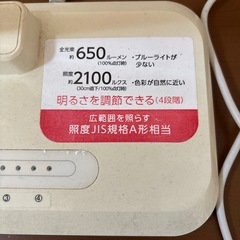 全光束 約650ルーメン (100%点灯時)
・ブルーライトが少ない
照度 約2100ルクス (30cm直下/100%点灯時)
・色彩が自然に近い
明るさを調節できる(4段階)
広範囲を照らす
照度JIS規格A形相当
③ ④